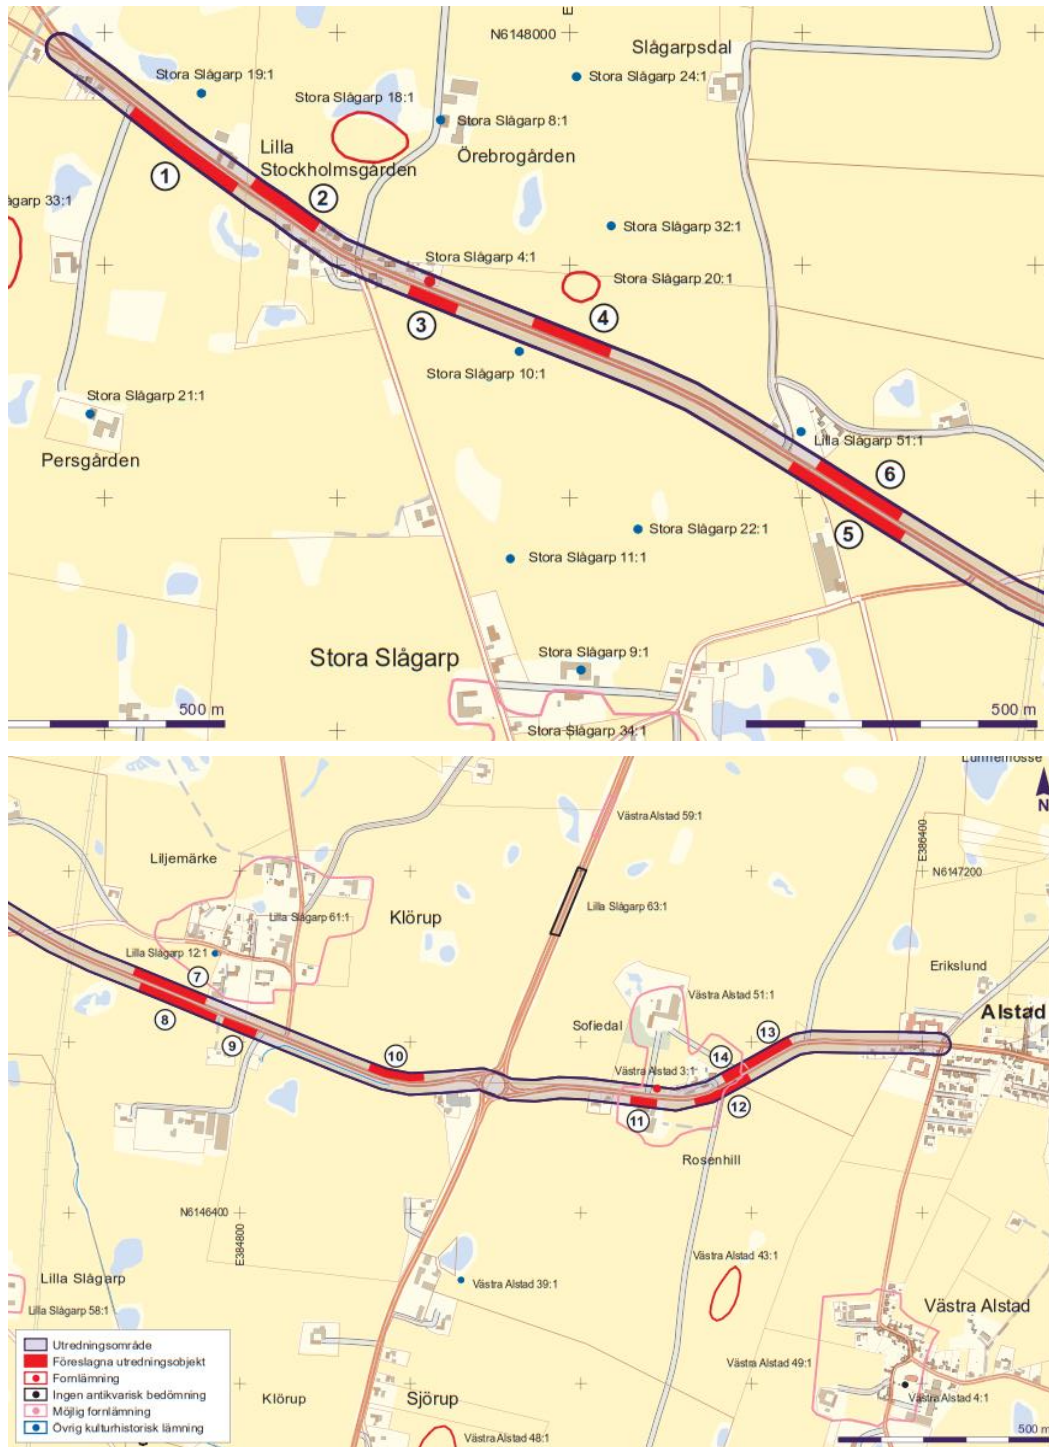 N6148000
E
Slågarpsdal
Stora Slågarp 19:1
Stora Slågarp 24:1
Stora Slågarp 18:1
Stora Slågarp 8:1
Lilla
Stockholmsgården
Örebrogården
1
2
ågarp 33:1
Stora Slågarp 32:1
Stora Slågarp 4:1
Stora Slågarp 20:1
3
4
Stora Slågarp 10:1
Stora Slågarp 21:1
Lilla Slågarp 51:1
Persgården
6
5
Stora Slågarp 22:1
Stora Slågarp 11:1
Stora Slågarp
Stora Slågarp 9:1
500 m
500 m
Stora Slågarp 34:1
Lummemosse
N
Västra Alstad 59:1
E386400
Liljemärke
N6147200
Lilla Slågarp 61:1
Klörup
Lilla Slågarp 63:1
Lilla Slågarp 12:1
Erikslund
7
Västra Alstad 51:1
Alstad
8
Sofiedal
9
13
10
14
Västra Alstad 3:1
12
11
Rosenhill
N6146400
E384800
Västra Alstad 43:1
Lilla Slågarp
Västra Alstad 39:1
Lilla Slågarp 58:1
Västra Alstad
Utredningsområde
Föreslagna utredningsobjekt
Västra Alstad 49:1
Fornlämning
Ingen antikvarisk bedömning
Klörup
Sjörup
Västra Alstad 4:1
Möjlig fornlämning
Övrig kulturhistorisk lämning
Västra Alstad 48:1
500 m